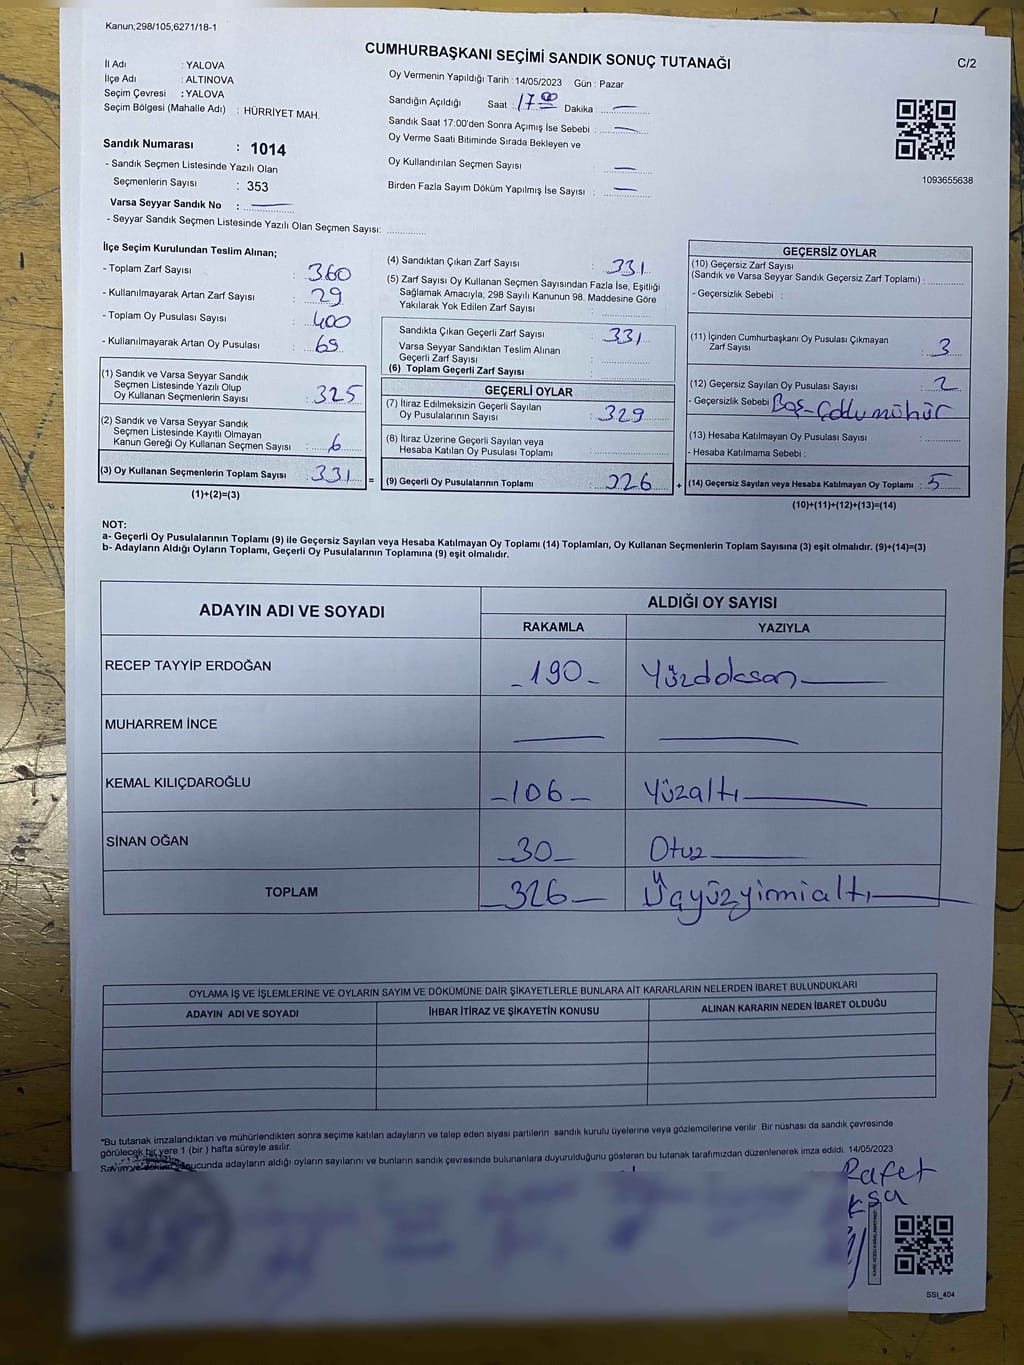 Kanun,298/105,6271/18-1
CUMHURBAŞKANI SEÇİMİ SANDIK SONUÇ TUTANAĞI
C/2
İl Adı : YALOVA
İlçe Adı : ALTINOVA
Seçim Çevresi : YALOVA
Seçim Bölgesi (Mahalle Adı) : HÜRRİYET MAH.
Sandık Numarası : 1014
- Sandık Seçmen Listesinde Yazılı Olan
Seçmenlerin Sayısı : 353
Varsa Seyyar Sandık No :
- Seyyar Sandık Seçmen Listesinde Yazılı Olan Seçmen Sayısı:
Oy Vermenin Yapıldığı Tarih : 14/05/2023 Gün : Pazar
Sandığın Açıldığı Saat : 17 00 Dakika : —
Sandık Saat 17:00'den Sonra Açımış İse Sebebi : —
Oy Verme Saati Bitiminde Sırada Bekleyen ve
Oy Kullandırılan Seçmen Sayısı : —
Birden Fazla Sayım Döküm Yapılmış İse Sayısı : —
1093655638
İlçe Seçim Kurulundan Teslim Alınan;
- Toplam Zarf Sayısı : 360
- Kullanılmayarak Artan Zarf Sayısı : 29
- Toplam Oy Pusulası Sayısı : 400
- Kullanılmayarak Artan Oy Pusulası : 69
(1) Sandık ve Varsa Seyyar Sandık
Seçmen Listesinde Yazılı Olup
Oy Kullanan Seçmenlerin Sayısı : 325
(2) Sandık ve Varsa Seyyar Sandık
Seçmen Listesinde Kayıtlı Olmayan
Kanun Gereği Oy Kullanan Seçmen Sayısı : 6
(3) Oy Kullanan Seçmenlerin Toplam Sayısı : 331
(1)+(2)=(3)
(4) Sandıktan Çıkan Zarf Sayısı : 331
(5) Zarf Sayısı Oy Kullanan Seçmen Sayısından Fazla İse, Eşitliği
Sağlamak Amacıyla; 298 Sayılı Kanunun 98. Maddesine Göre
Yakılarak Yok Edilen Zarf Sayısı :
Sandıkta Çıkan Geçerli Zarf Sayısı : 331
Varsa Seyyar Sandıktan Teslim Alınan
Geçerli Zarf Sayısı :
(6) Toplam Geçerli Zarf Sayısı :
GEÇERLİ OYLAR
(7) İtiraz Edilmeksizin Geçerli Sayılan
Oy Pusulalarının Sayısı : 329
(8) İtiraz Üzerine Geçerli Sayılan veya
Hesaba Katılan Oy Pusulası Toplamı :
= (9) Geçerli Oy Pusulalarının Toplamı : 326 +
GEÇERSİZ OYLAR
(10) Geçersiz Zarf Sayısı
(Sandık ve Varsa Seyyar Sandık Geçersiz Zarf Toplamı) :
- Geçersizlik Sebebi :
(11) İçinden Cumhurbaşkanı Oy Pusulası Çıkmayan
Zarf Sayısı : 3
(12) Geçersiz Sayılan Oy Pusulası Sayısı : 2
- Geçersizlik Sebebi Boş-Çoklu mühür
(13) Hesaba Katılmayan Oy Pusulası Sayısı :
- Hesaba Katılmama Sebebi :
(14) Geçersiz Sayılan veya Hesaba Katılmayan Oy Toplamı : 5
(10)+(11)+(12)+(13)=(14)
NOT:
a- Geçerli Oy Pusulalarının Toplamı (9) ile Geçersiz Sayılan veya Hesaba Katılmayan Oy Toplamı (14) Toplamları, Oy Kullanan Seçmenlerin Toplam Sayısına (3) eşit olmalıdır. (9)+(14)=(3)
b- Adayların Aldığı Oyların Toplamı, Geçerli Oy Pusulalarının Toplamına (9) eşit olmalıdır.
ADAYIN ADI VE SOYADI
ALDIĞI OY SAYISI
RAKAMLA YAZIYLA
RECEP TAYYİP ERDOĞAN -190- Yüzdoksan
MUHARREM İNCE — —
KEMAL KILIÇDAROĞLU -106- Yüzaltı
SİNAN OĞAN -30- Otuz
TOPLAM -326- Üçyüzyirmialtı
OYLAMA İŞ VE İŞLEMLERİNE VE OYLARIN SAYIM VE DÖKÜMÜNE DAİR ŞİKAYETLERLE BUNLARA AİT KARARLARIN NELERDEN İBARET BULUNDUKLARI
ADAYIN ADI VE SOYADI İHBAR İTİRAZ VE ŞİKAYETİN KONUSU ALINAN KARARIN NEDEN İBARET OLDUĞU
*Bu tutanak imzalandıktan ve mühürlendikten sonra seçime katılan adayların ve talep eden siyasi partilerin sandık kurulu üyelerine veya gözlemcilerine verilir. Bir nüshası da sandık çevresinde
görülecek bir yere 1 (bir) hafta süreyle asılır.
Sayım ve döküm sonucunda adayların aldığı oyların sayılarını ve bunların sandık çevresinde bulunanlara duyurulduğunu gösteren bu tutanak tarafımızdan düzenlenerek imza edildi. 14/05/2023
Rafet
SSI_404